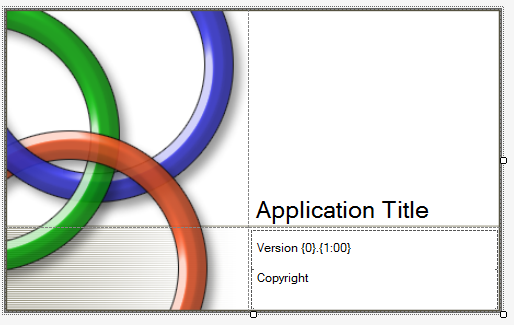 Application Title
Version {0}.{1:00}
Copyright